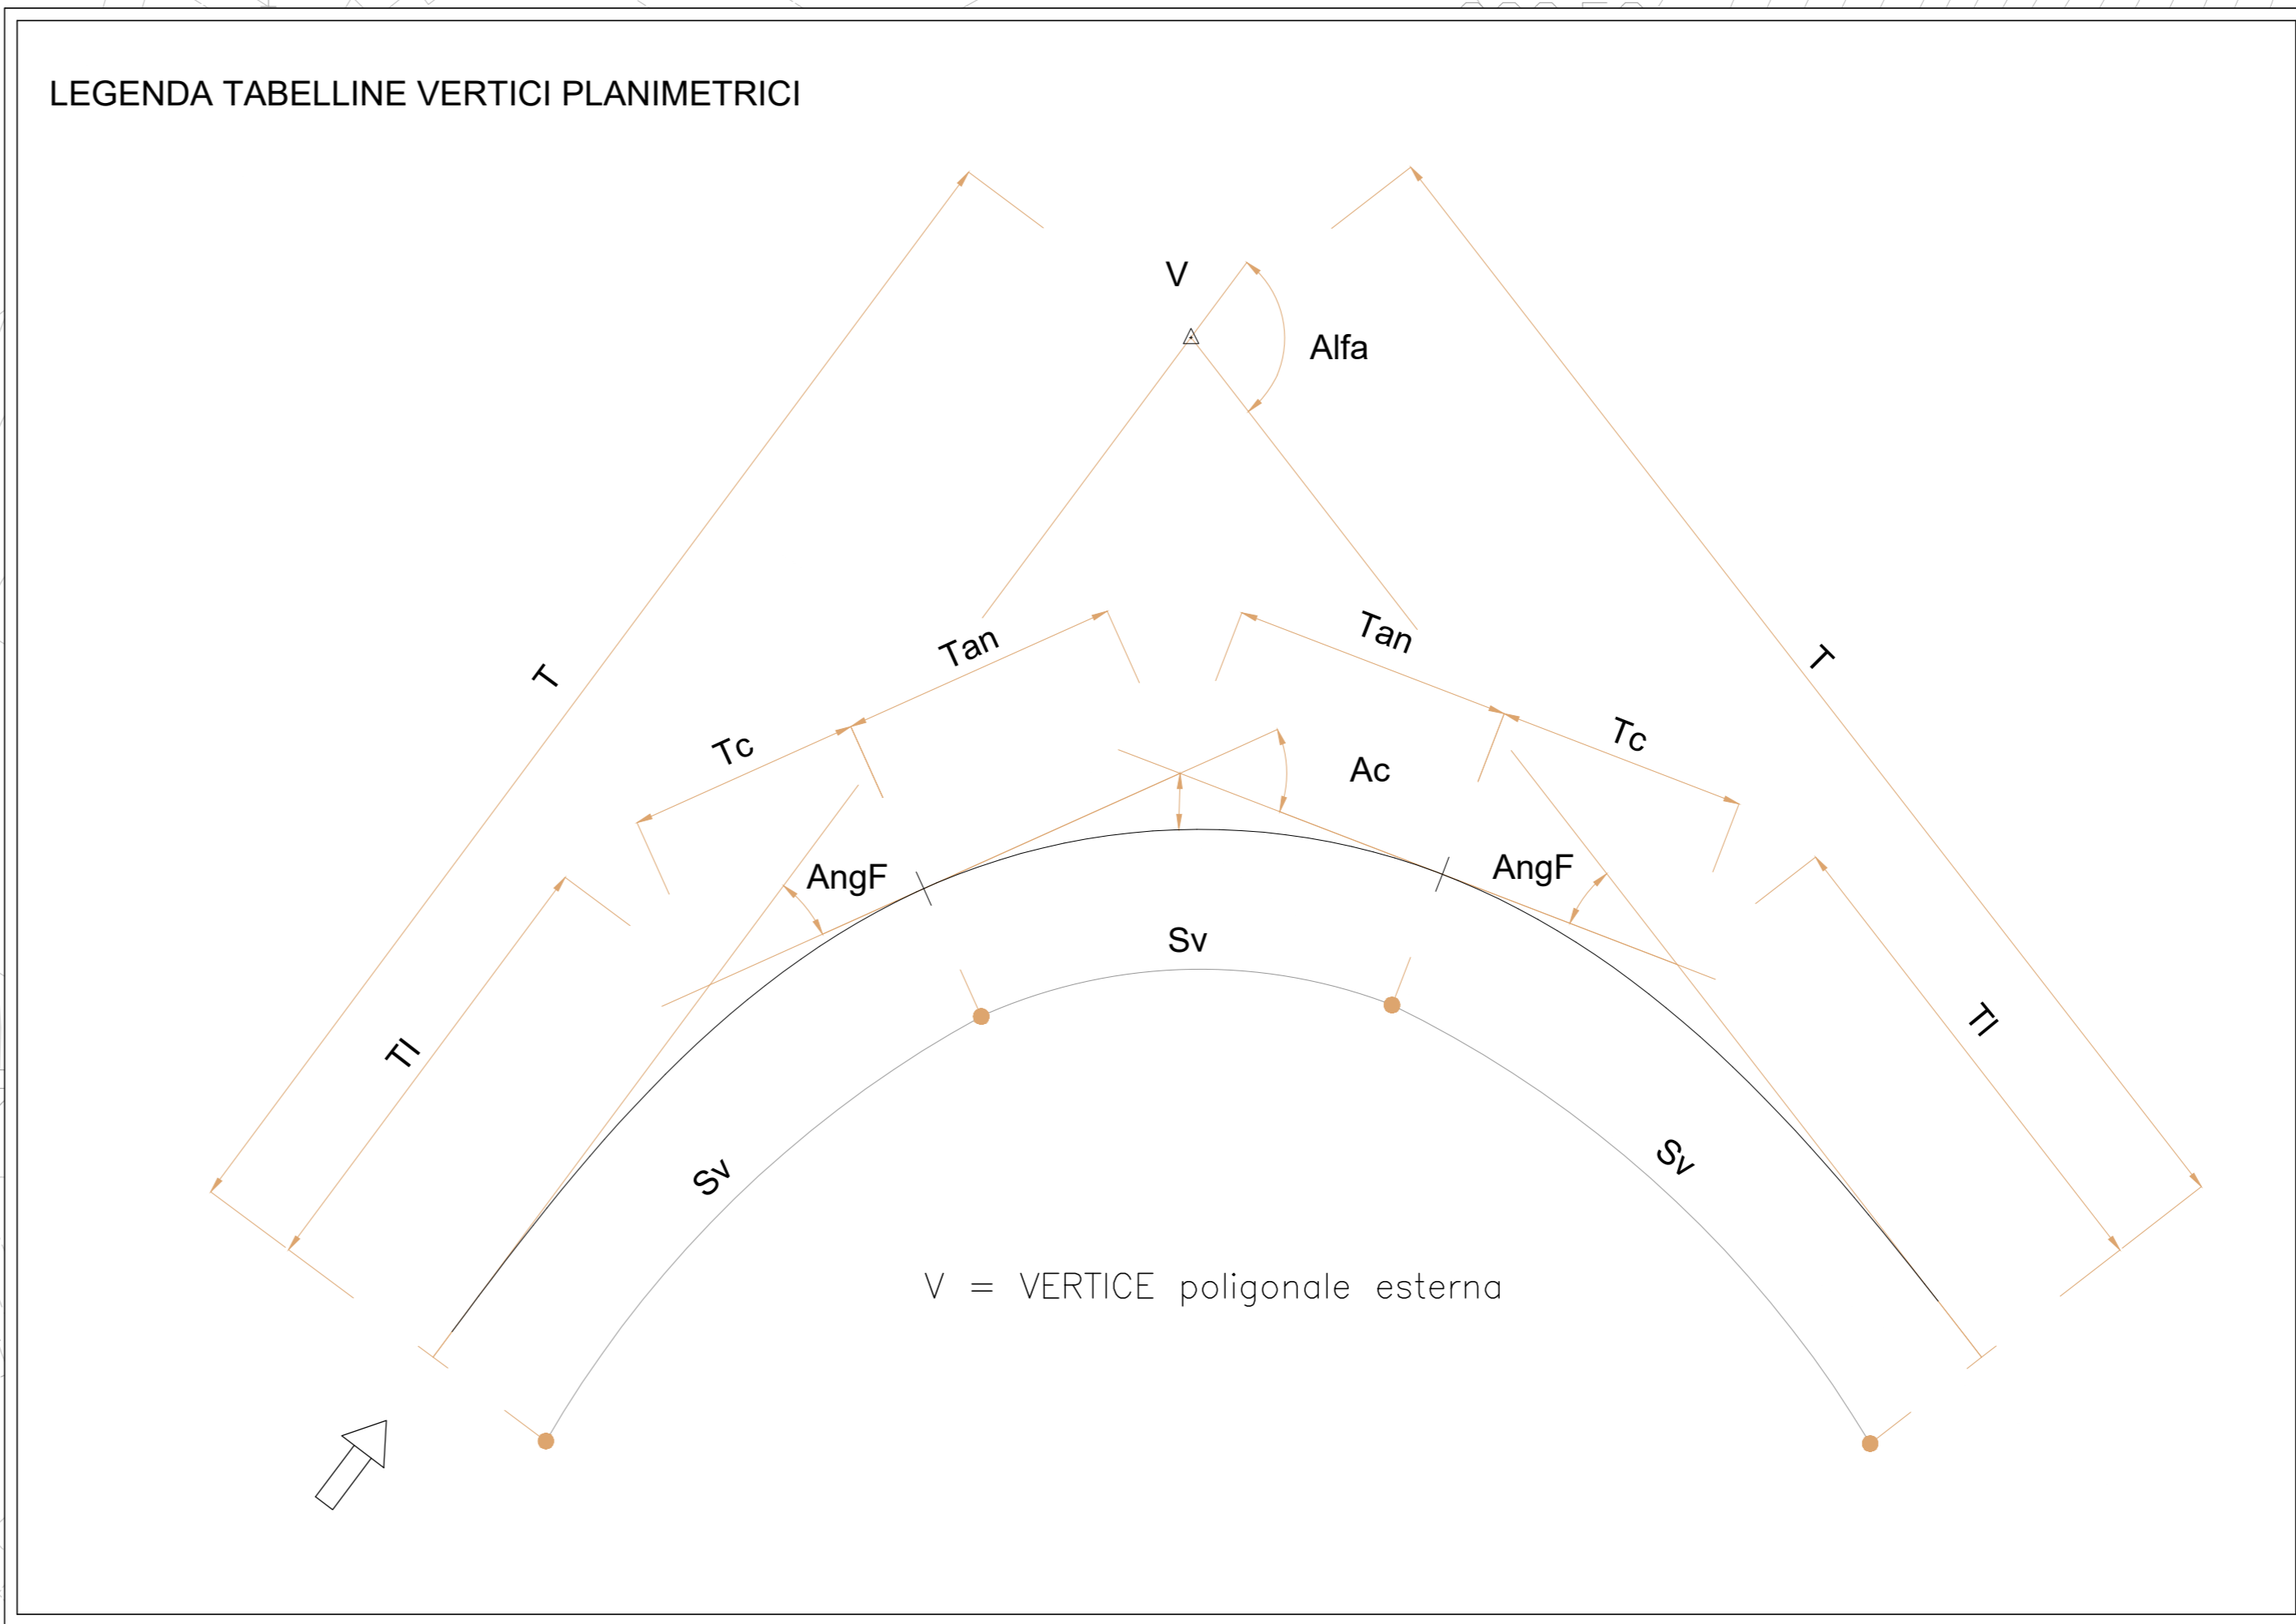 LEGENDA TABELLINE VERTICI PLANIMETRICI
V
Alfa
T
Tan
Tan
T
Tc
Tc
Ac
AngF
AngF
Sv
Tl
Tl
Sv
Sv
V = VERTICE poligonale esterna